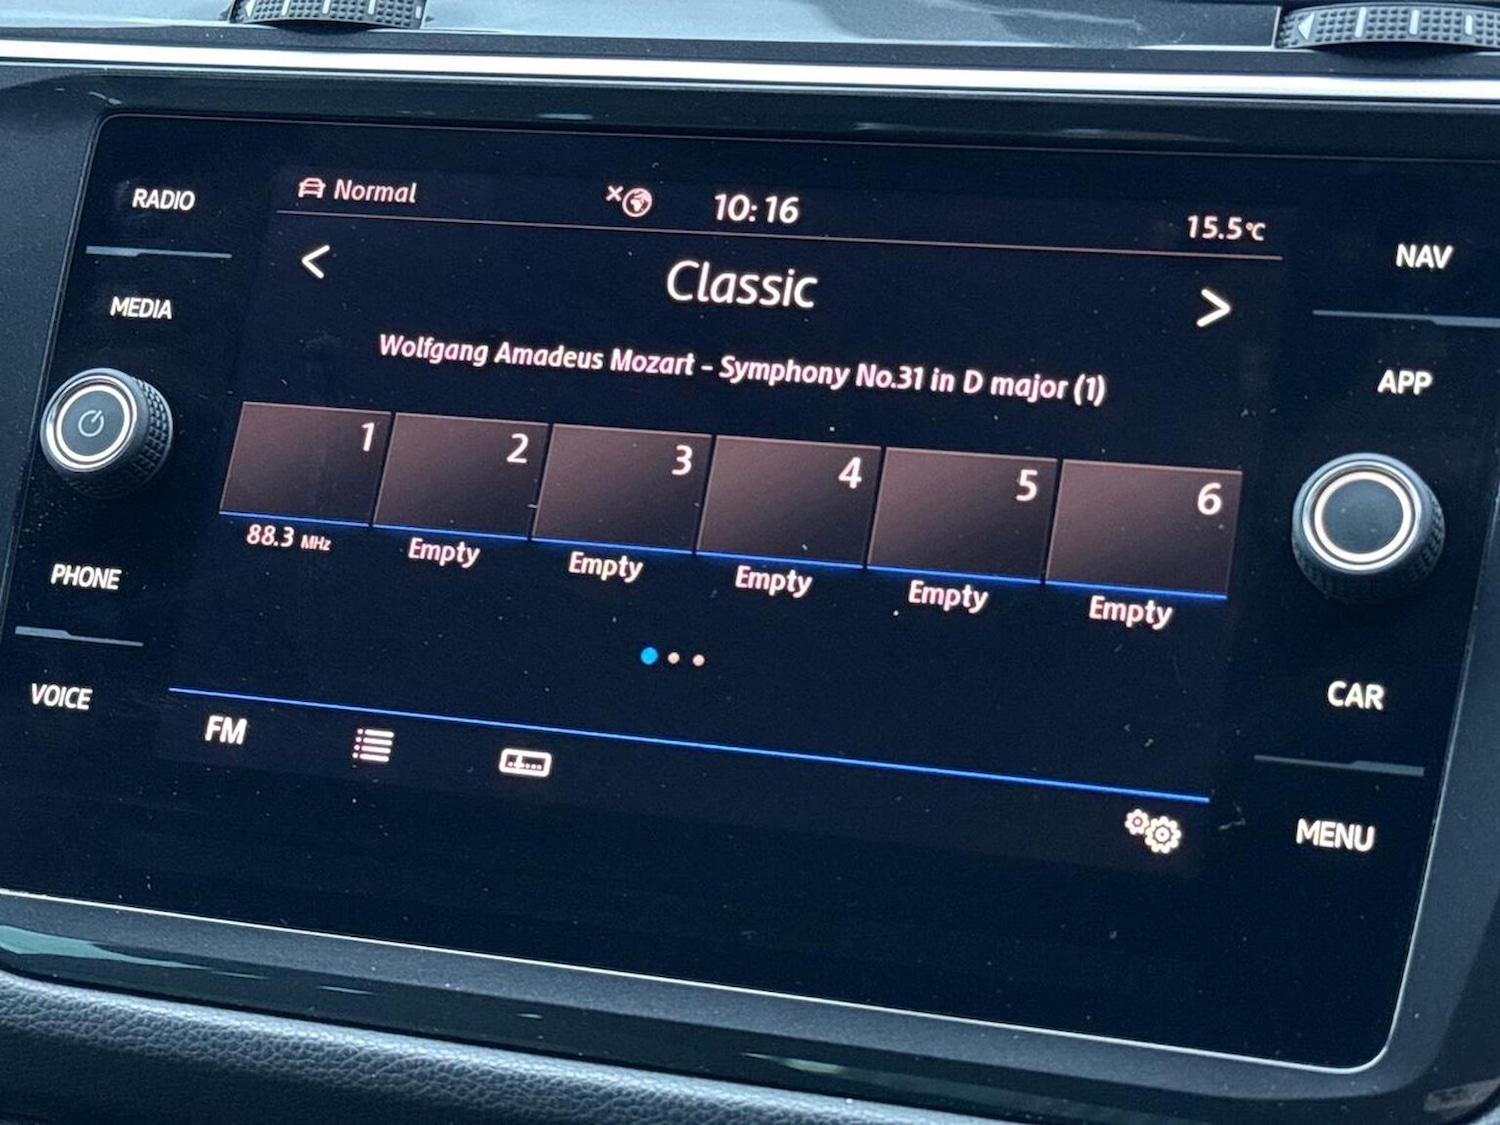 RADIO
MEDIA
PHONE
VOICE
Normal
10:16
15.5°C
Classic
Wolfgang Amadeus Mozart - Symphony No.31 in D major (1)
1
2
3
4
5
6
88.3 MHz
Empty
Empty
Empty
Empty
Empty
FM
NAV
APP
CAR
MENU